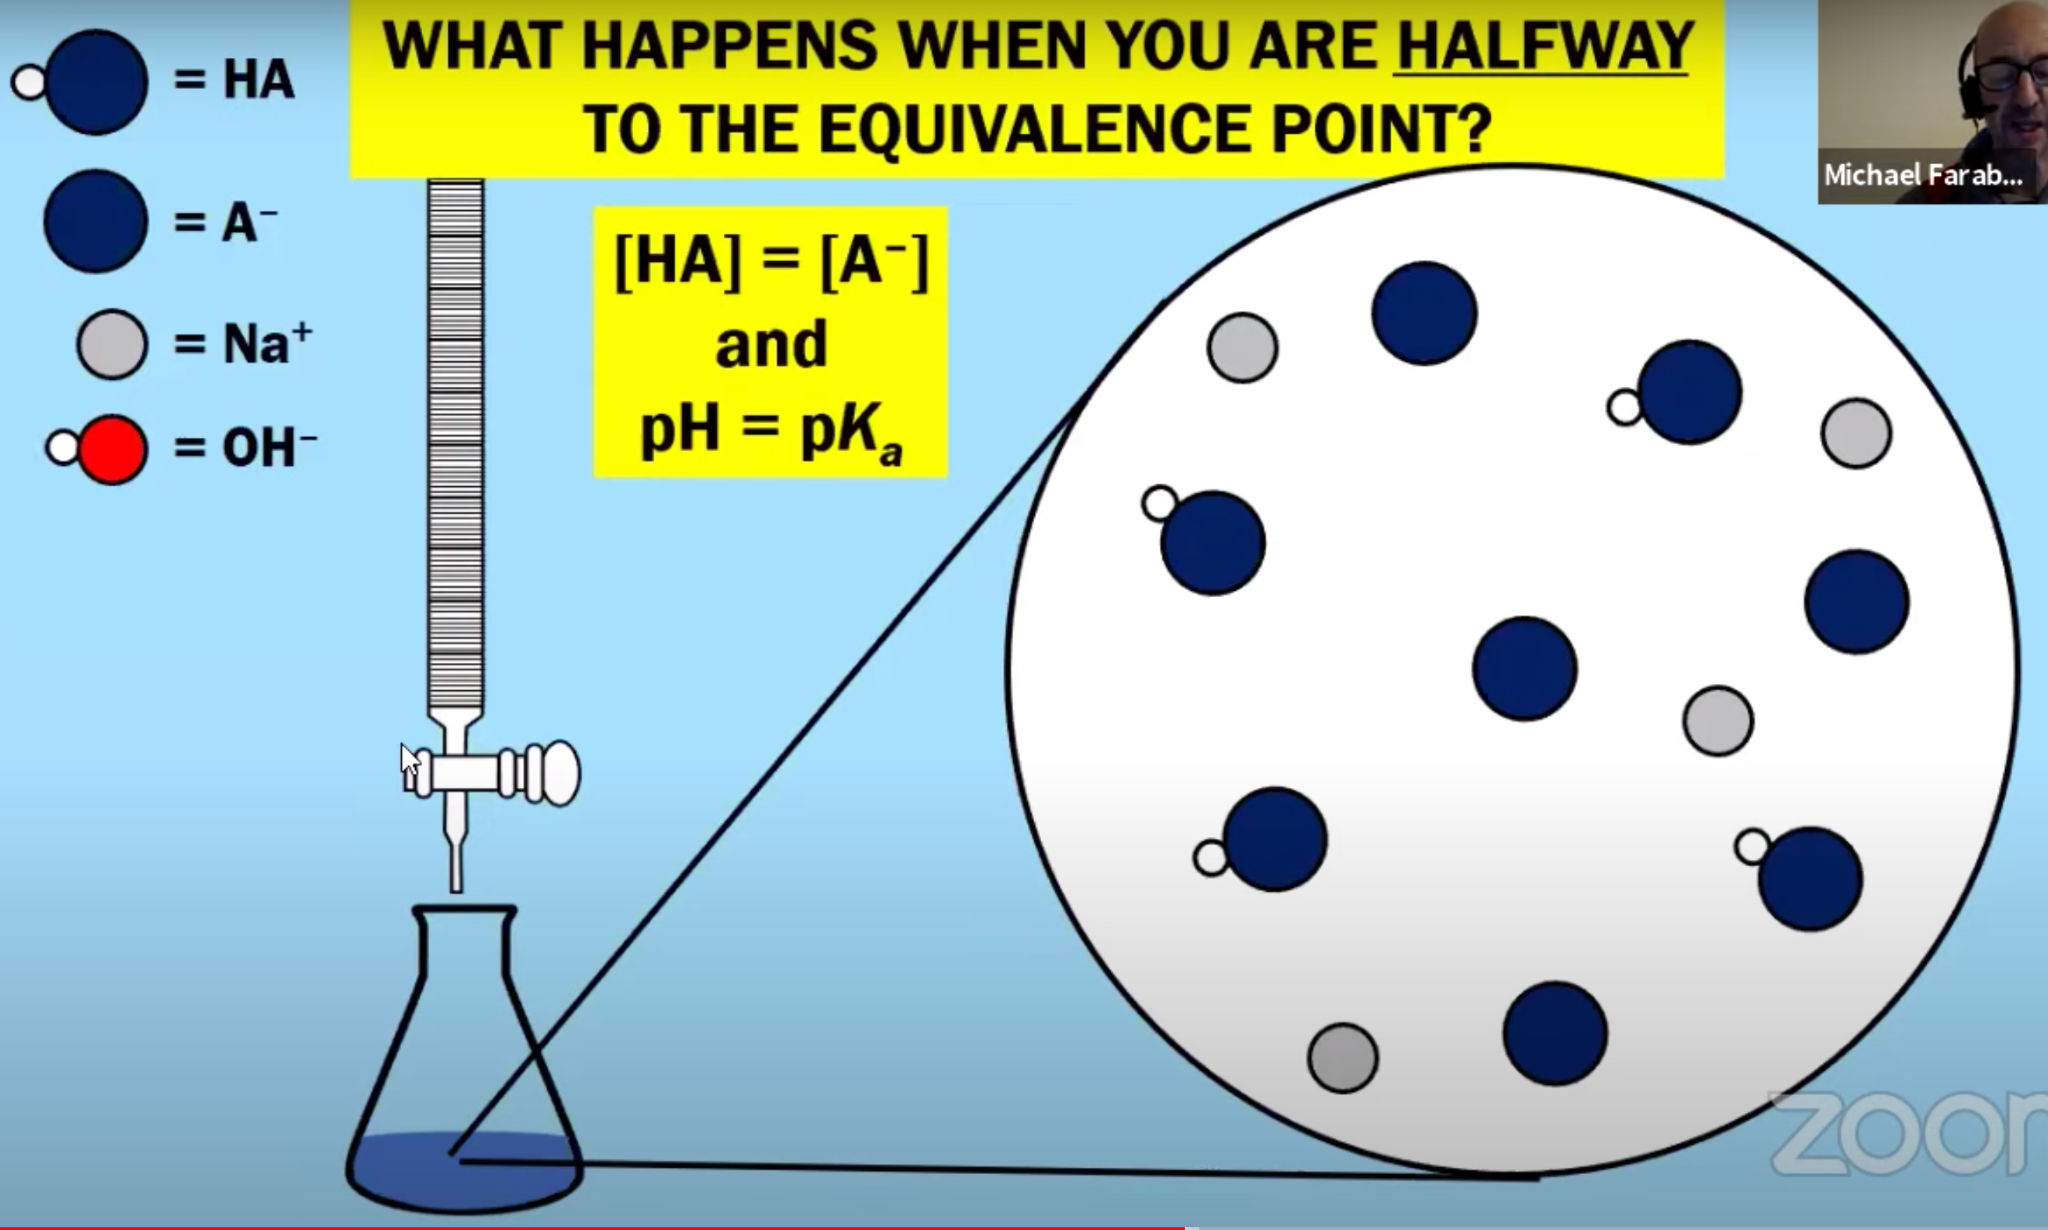 WHAT HAPPENS WHEN YOU ARE HALFWAY
TO THE EQUIVALENCE POINT?
= HA
= A⁻
= Na⁺
= OH⁻
[HA] = [A⁻]
and
pH = pKₐ
Michael Farab...
zoom